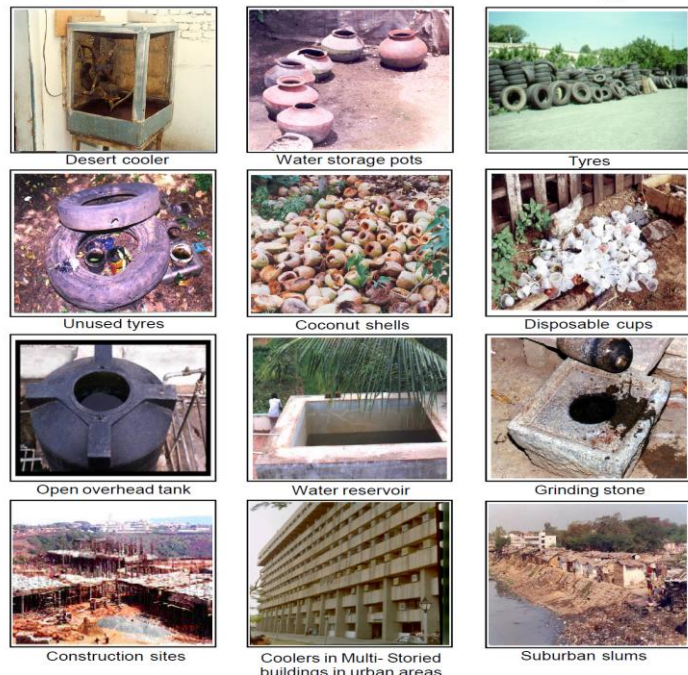 Desert cooler
Water storage pots
Tyres
Unused tyres
Coconut shells
Disposable cups
Open overhead tank
Water reservoir
Grinding stone
Construction sites
Coolers in Multi- Storied
buildings in urban areas
Suburban slums